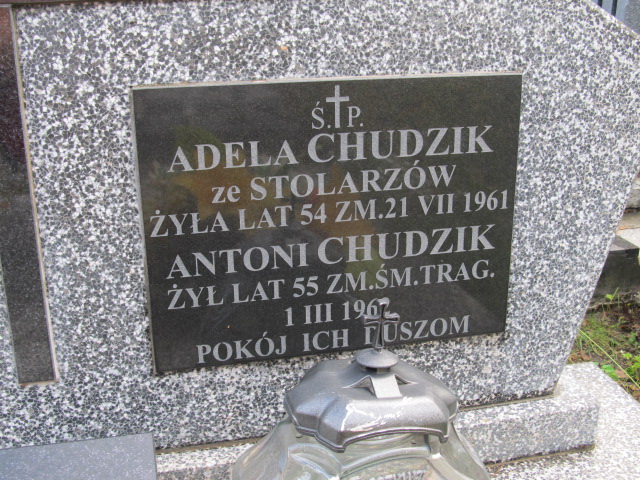 Ś. P.
ADELA CHUDZIK
ze STOLARZÓW
ŻYŁA LAT 54 ZM.21 VII 1961
ANTONI CHUDZIK
ŻYŁ LAT 55 ZM.ŚM.TRAG.
1 III
POKÓJ ICH DUSZOM